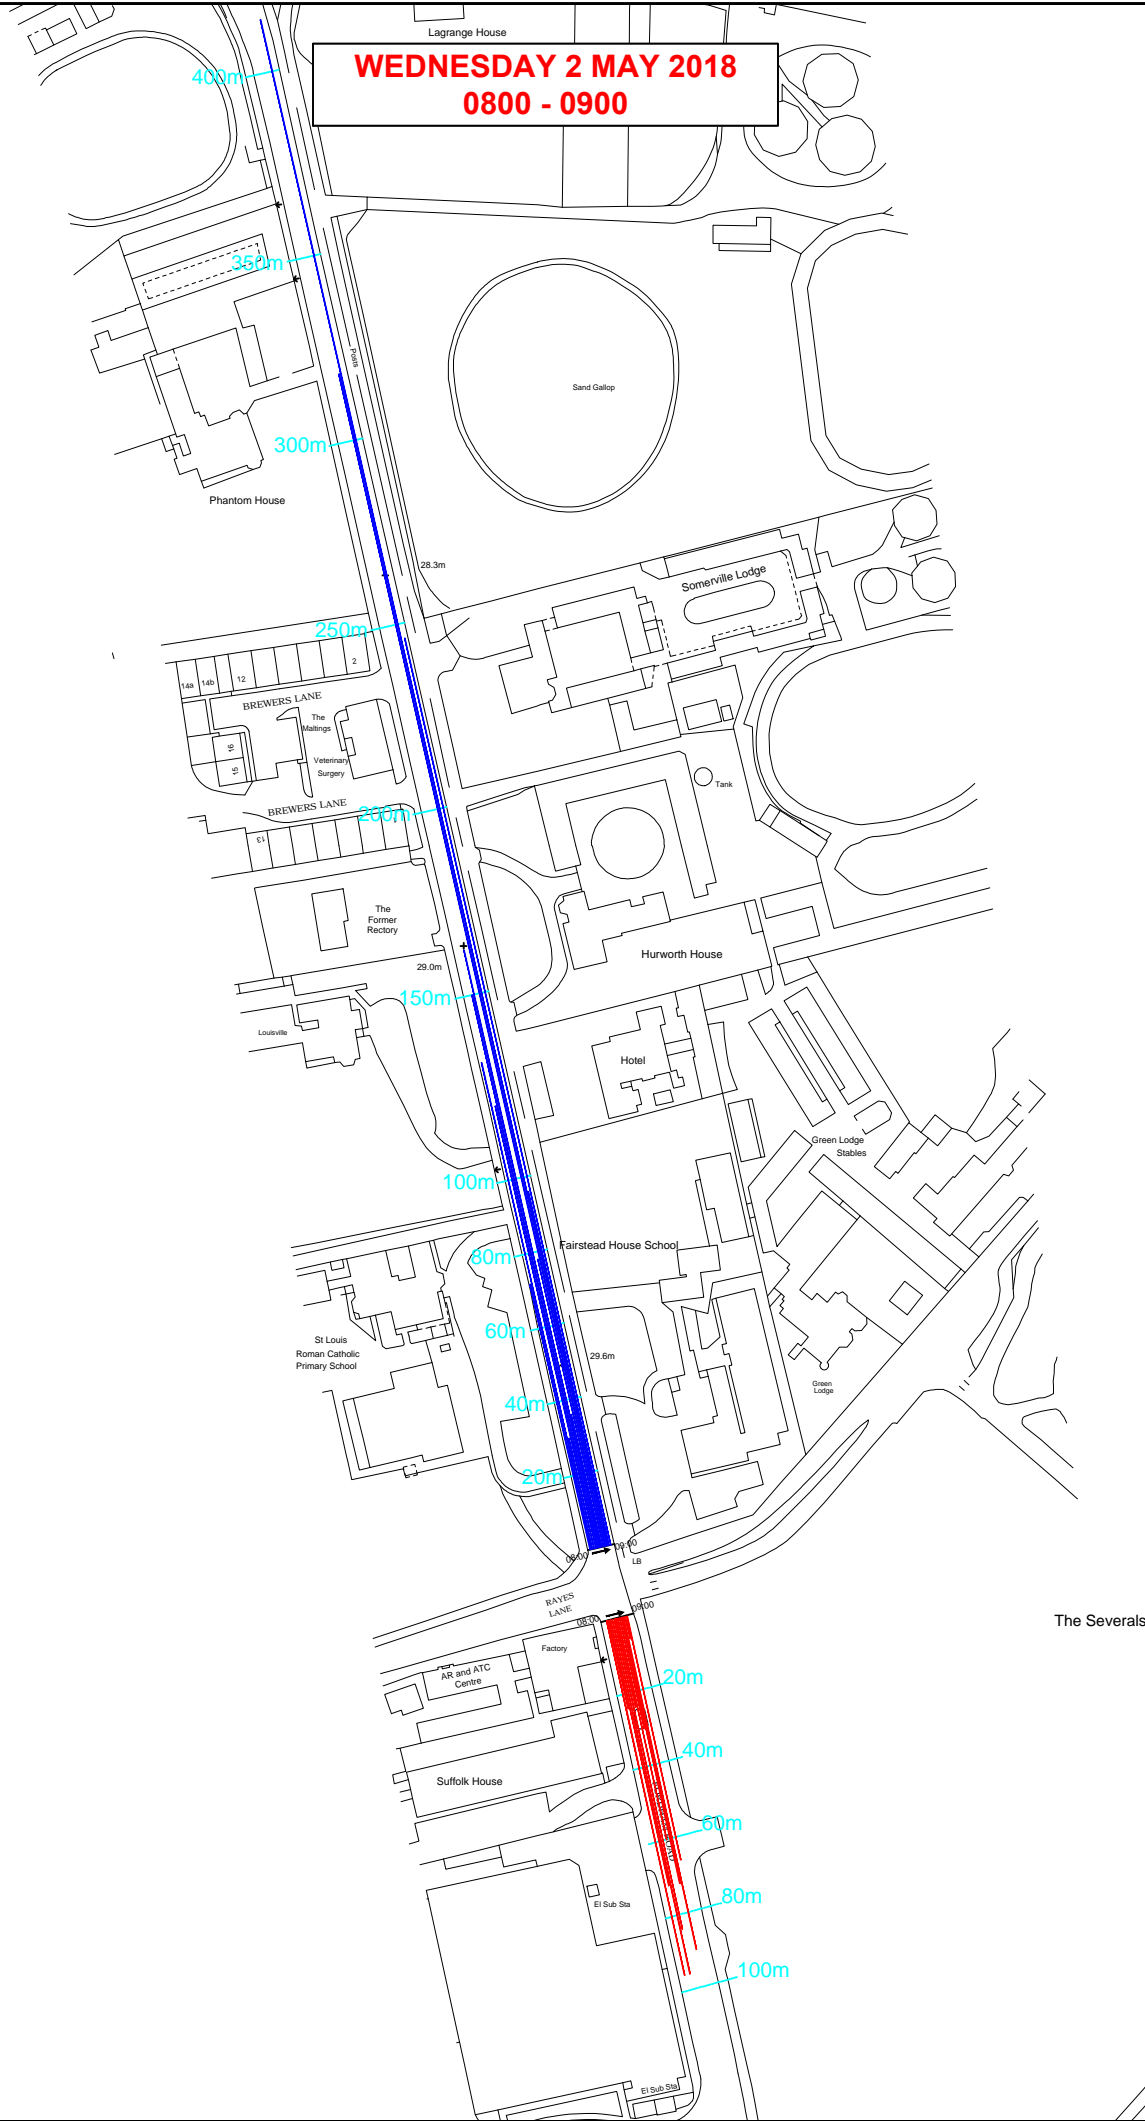 Lagrange House
WEDNESDAY 2 MAY 2018
0800 - 0900
400m
350m
Posts
Sand Gallop
300m
Phantom House
28.3m
Somerville Lodge
250m
2
14a
14b
12
BREWERS LANE
The
Maltings
16
15
Veterinary
Surgery
Tank
BREWERS LANE
200m
13
The
Former
Rectory
Hurworth House
29.0m
150m
Louisville
Hotel
Green Lodge
Stables
100m
Fairstead House School
80m
60m
St Louis
Roman Catholic
Primary School
29.6m
Green
Lodge
40m
20m
08:00
09:00
LB
RAYES
LANE
08:00
09:00
The Severals
Factory
AR and ATC
Centre
20m
40m
Suffolk House
60m
80m
El Sub Sta
100m
El Sub Sta